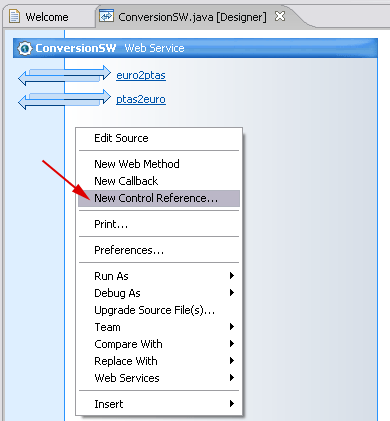 Welcome
ConversionSW.java [Designer]
ConversionSW Web Service
euro2ptas
ptas2euro
Edit Source
New Web Method
New Callback
New Control Reference...
Print...
Preferences...
Run As
Debug As
Upgrade Source File(s)...
Team
Compare With
Replace With
Web Services
Insert